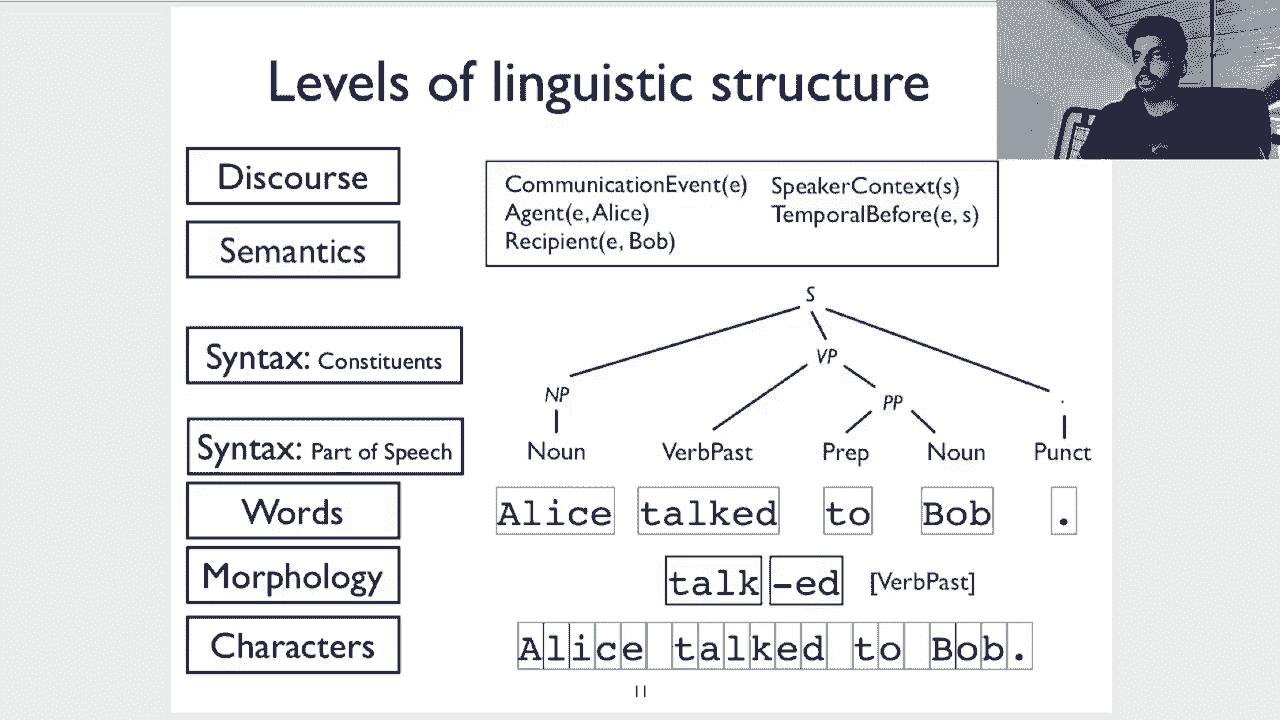 Levels of linguistic structure
Discourse
CommunicationEvent(e) SpeakerContext(s)
Agent(e, Alice) TemporalBefore(e, s)
Recipient(e, Bob)
Semantics
S
VP
Syntax: Constituents
NP PP .
Syntax: Part of Speech
Noun VerbPast Prep Noun Punct
Words
Alice talked to Bob .
Morphology
talk -ed [VerbPast]
Characters
Alice talked to Bob.
11